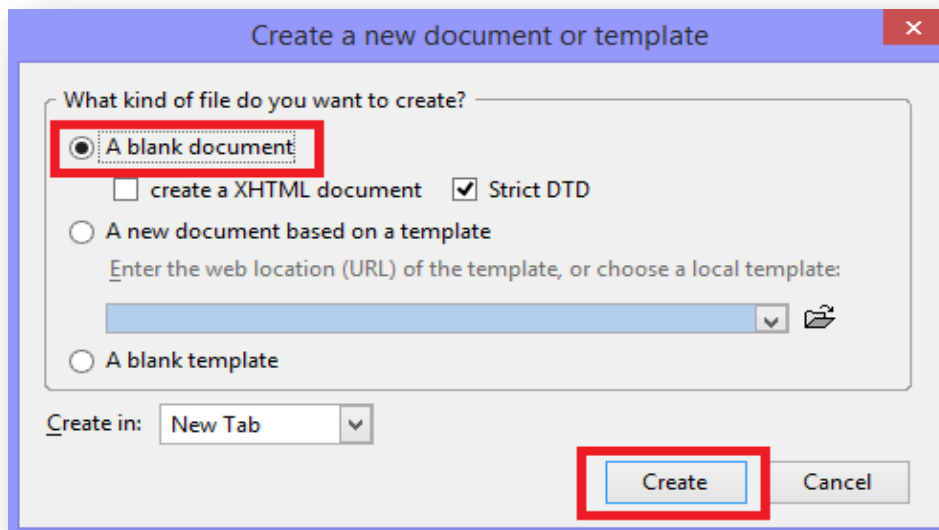 Create a new document or template
What kind of file do you want to create?
A blank document
create a XHTML document Strict DTD
A new document based on a template
Enter the web location (URL) of the template, or choose a local template:
A blank template
Create in: New Tab
Create Cancel